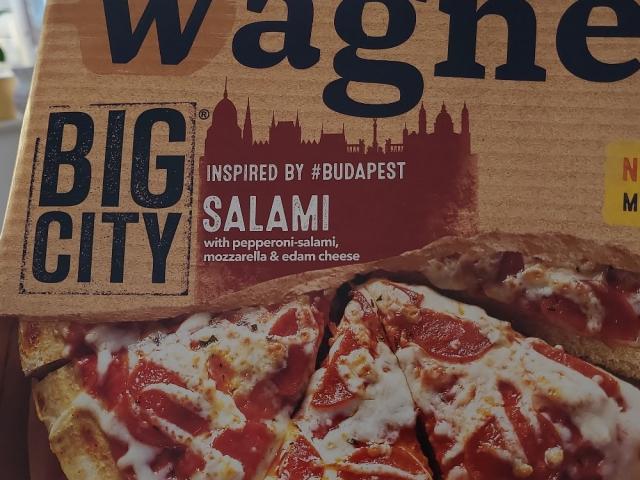 Wagne
BIG
CITY®
INSPIRED BY #BUDAPEST
SALAMI
with pepperoni-salami,
mozzarella & edam cheese
N
M